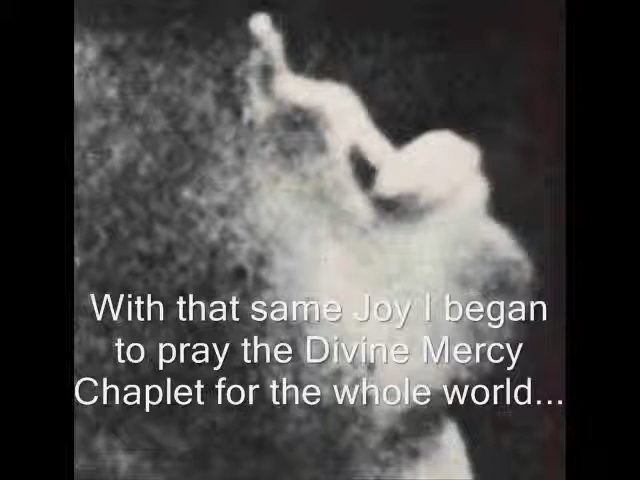 With that same Joy I began
to pray the Divine Mercy
Chaplet for the whole world...